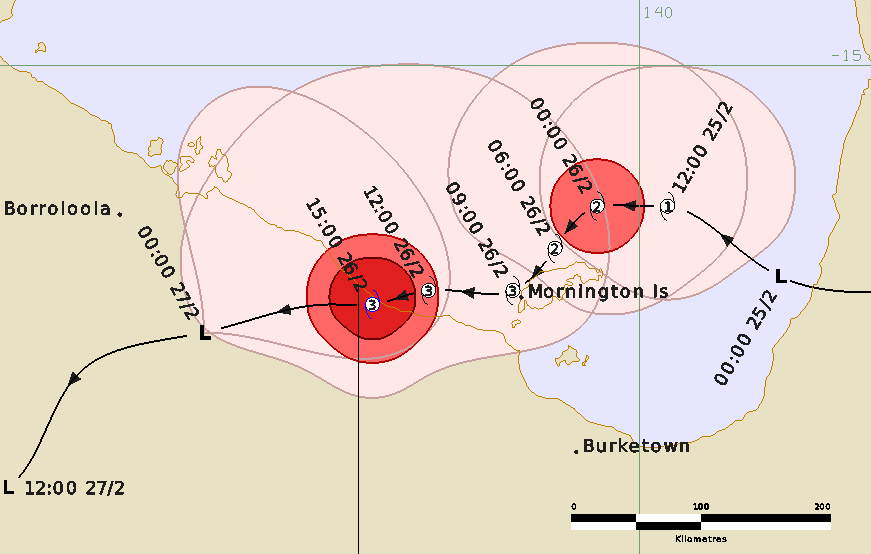 140
-15
12:00 25/2
00:00 26/2
06:00 26/2
09:00 26/2
12:00 26/2
15:00 26/2
Borroloola
00:00 27/2
1
2
2
3
3
3
Mornington Is
L
00:00 25/2
L
Burketown
L 12:00 27/2
0 100 200
Kilometres